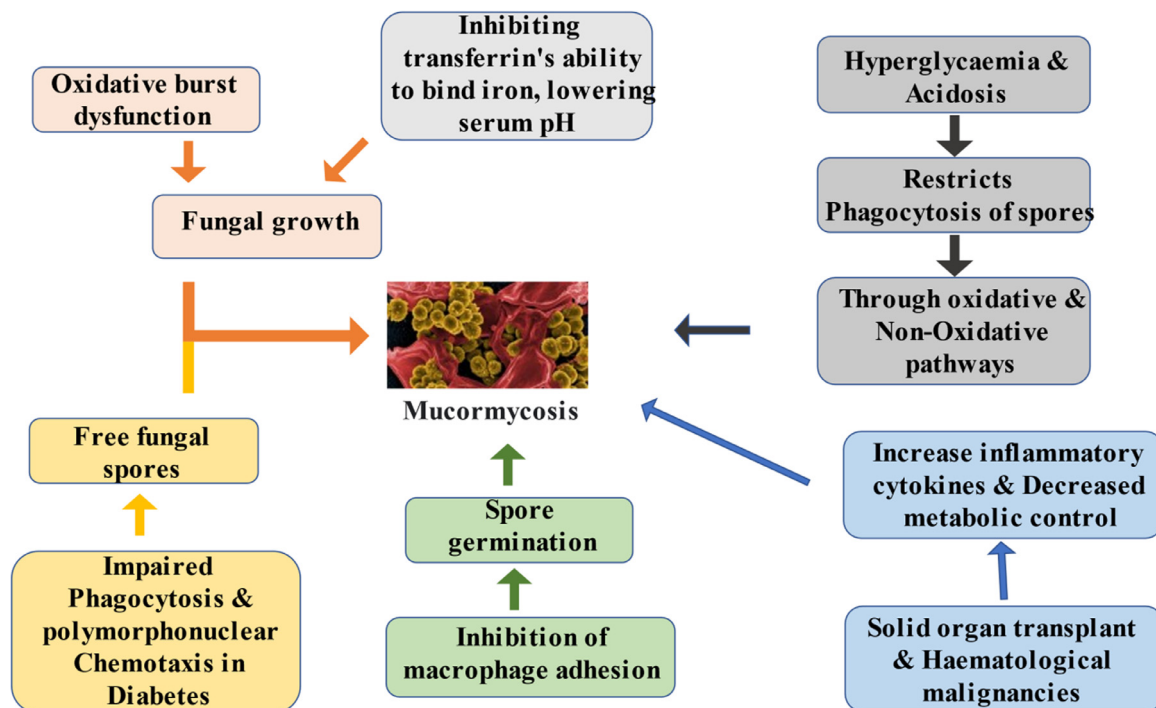 Inhibiting
transferrin's ability
to bind iron, lowering
serum pH
Oxidative burst
dysfunction
Fungal growth
Hyperglycaemia &
Acidosis
Restricts
Phagocytosis of spores
Through oxidative &
Non-Oxidative
pathways
Mucormycosis
Free fungal
spores
Impaired
Phagocytosis &
polymorphonuclear
Chemotaxis in
Diabetes
Spore
germination
Inhibition of
macrophage adhesion
Increase inflammatory
cytokines & Decreased
metabolic control
Solid organ transplant
& Haematological
malignancies